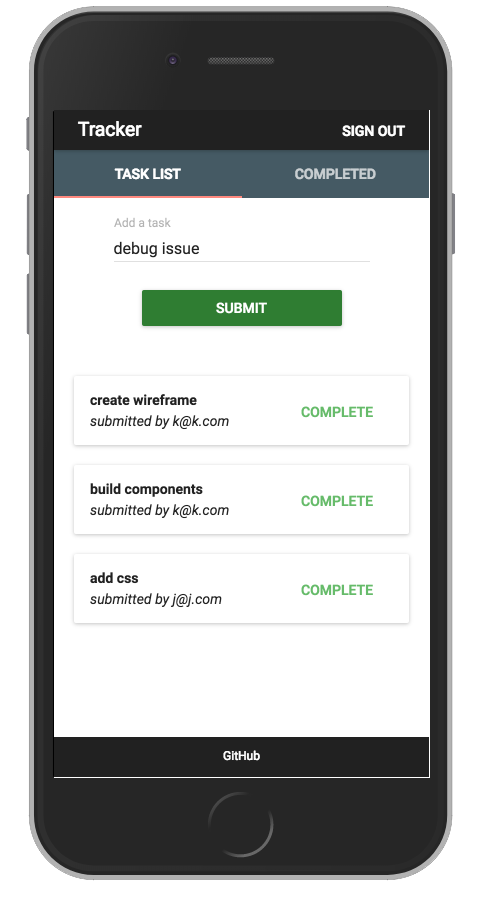 Tracker
SIGN OUT
TASK LIST
COMPLETED
Add a task
debug issue
SUBMIT
create wireframe
submitted by k@k.com
COMPLETE
build components
submitted by k@k.com
COMPLETE
add css
submitted by j@j.com
COMPLETE
GitHub